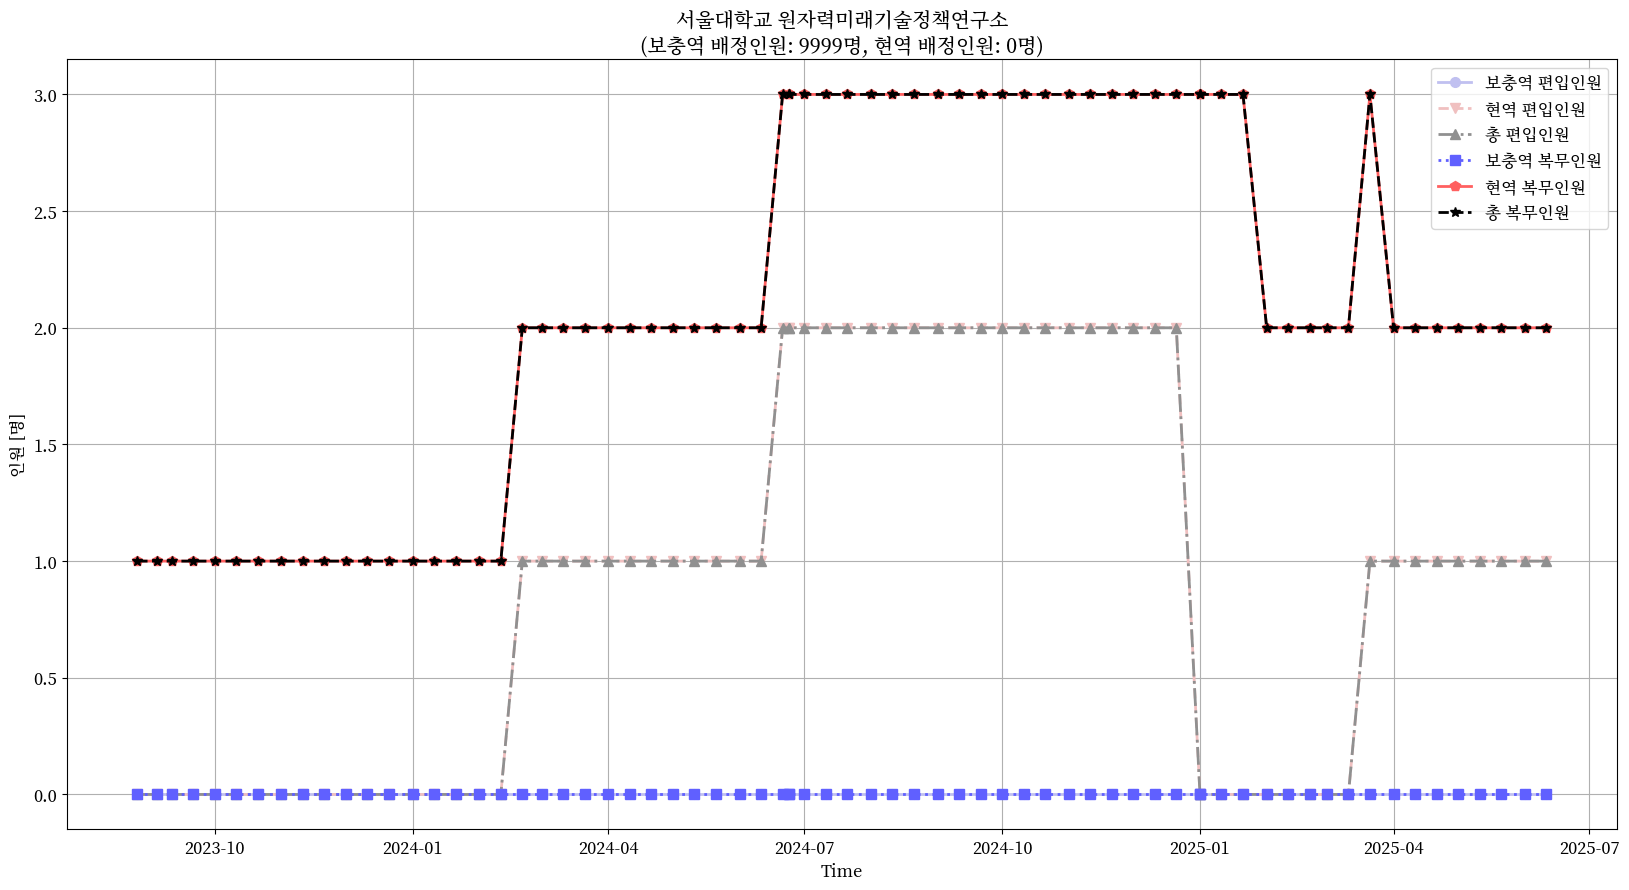 서울대학교 원자력미래기술정책연구소
(보충역 배정인원: 9999명, 현역 배정인원: 0명)
보충역 편입인원
현역 편입인원
총 편입인원
보충역 복무인원
현역 복무인원
총 복무인원
인원 [명]
3.0
2.5
2.0
1.5
1.0
0.5
0.0
2023-10
2024-01
2024-04
2024-07
2024-10
2025-01
2025-04
2025-07
Time